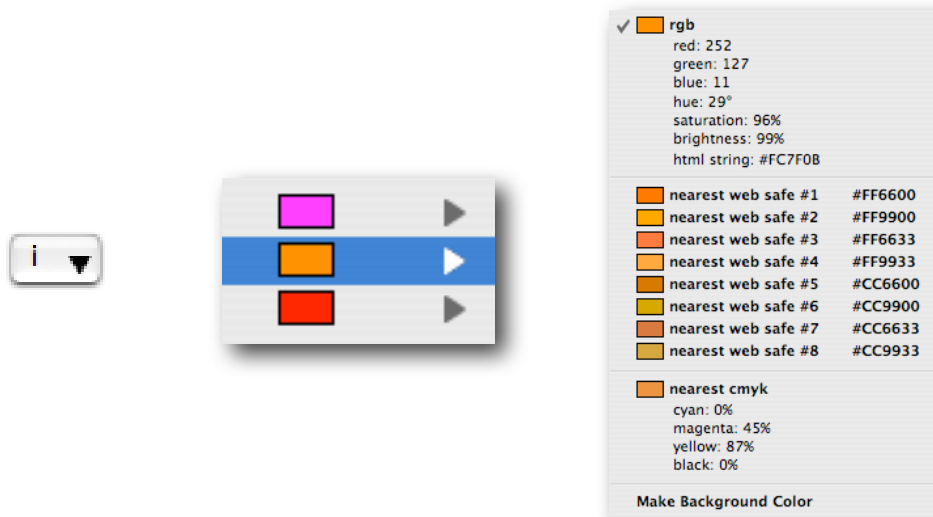 i
rgb
red: 252
green: 127
blue: 11
hue: 29°
saturation: 96%
brightness: 99%
html string: #FC7F0B
nearest web safe #1 #FF6600
nearest web safe #2 #FF9900
nearest web safe #3 #FF6633
nearest web safe #4 #FF9933
nearest web safe #5 #CC6600
nearest web safe #6 #CC9900
nearest web safe #7 #CC6633
nearest web safe #8 #CC9933
nearest cmyk
cyan: 0%
magenta: 45%
yellow: 87%
black: 0%
Make Background Color